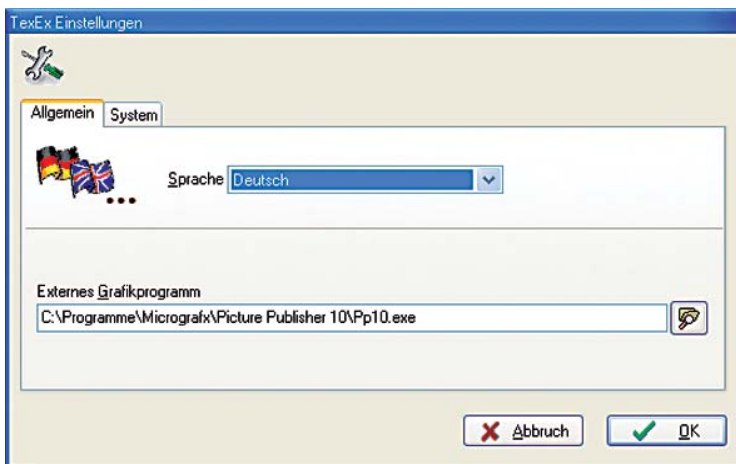 TexEx Einstellungen
Allgemein System
Sprache Deutsch
Externes Grafikprogramm
C:\Programme\Micrografx\Picture Publisher 10\Pp10.exe
Abbruch OK